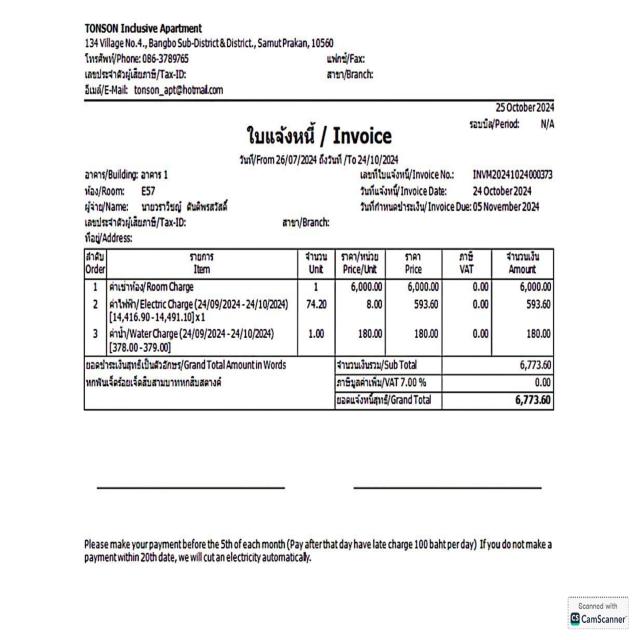 TONSON Inclusive Apartment
134 Village No.4., Bangbo Sub-District & District., Samut Prakan, 10560
โทรศัพท์/Phone: 086-3789765 แฟกซ์/Fax:
เลขประจำตัวผู้เสียภาษี/Tax-ID: สาขา/Branch:
อีเมล์/E-Mail: tonson_apt@hotmail.com
25 October 2024
รอบบิล/Period: N/A
ใบแจ้งหนี้ / Invoice
วันที่/From 26/07/2024 ถึงวันที่ /To 24/10/2024
อาคาร/Building: อาคาร 1 เลขที่ใบแจ้งหนี้/Invoice No.: INVM20241024000373
ห้อง/Room: E57 วันที่แจ้งหนี้/Invoice Date: 24 October 2024
ผู้จ่าย/Name: นายวราวิชญ์ ตันติพรสวัสดิ์ วันที่กำหนดชำระเงิน/Invoice Due: 05 November 2024
เลขประจำตัวผู้เสียภาษี/Tax-ID: สาขา/Branch:
ที่อยู่/Address:
ลำดับ รายการ จำนวน ราคา/หน่วย ราคา ภาษี จำนวนเงิน
Order Item Unit Price/Unit Price VAT Amount
1 ค่าเช่าห้อง/Room Charge 1 6,000.00 6,000.00 0.00 6,000.00
2 ค่าไฟฟ้า/Electric Charge (24/09/2024 - 24/10/2024) 74.20 8.00 593.60 0.00 593.60
[14,416.90 - 14,491.10] x 1
3 ค่าน้ำ/Water Charge (24/09/2024 - 24/10/2024) 1.00 180.00 180.00 0.00 180.00
[378.00 - 379.00]
ยอดชำระเงินสุทธิเป็นตัวอักษร/Grand Total Amount in Words จำนวนเงินรวม/Sub Total 6,773.60
หกพันเจ็ดร้อยเจ็ดสิบสามบาทหกสิบสตางค์ ภาษีมูลค่าเพิ่ม/VAT 7.00 % 0.00
ยอดแจ้งหนี้สุทธิ/Grand Total 6,773.60
Please make your payment before the 5th of each month (Pay after that day have late charge 100 baht per day) If you do not make a
payment within 20th date, we will cut an electricity automatically.
Scanned with
CS CamScanner